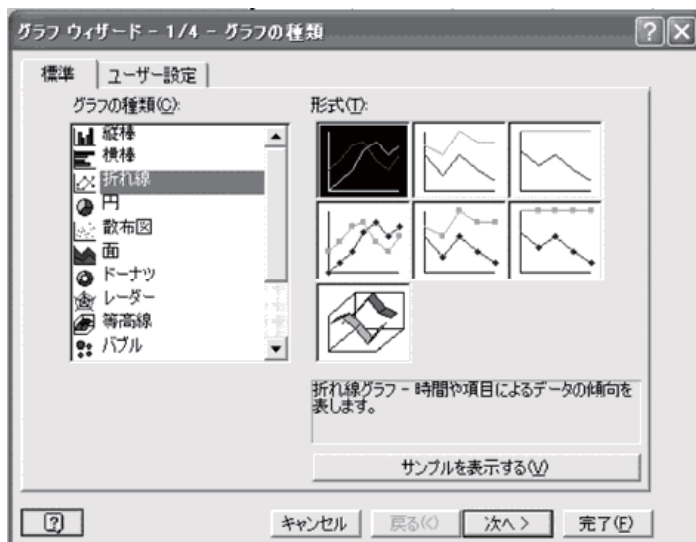 グラフ ウィザード - 1/4 - グラフの種類
標準
ユーザー設定
グラフの種類(C):
縦棒
横棒
折れ線
円
散布図
面
ドーナツ
レーダー
等高線
バブル
形式(T):
折れ線グラフ - 時間や項目によるデータの傾向を
表します。
サンプルを表示する(V)
キャンセル
戻る(<)
次へ >
完了(F)